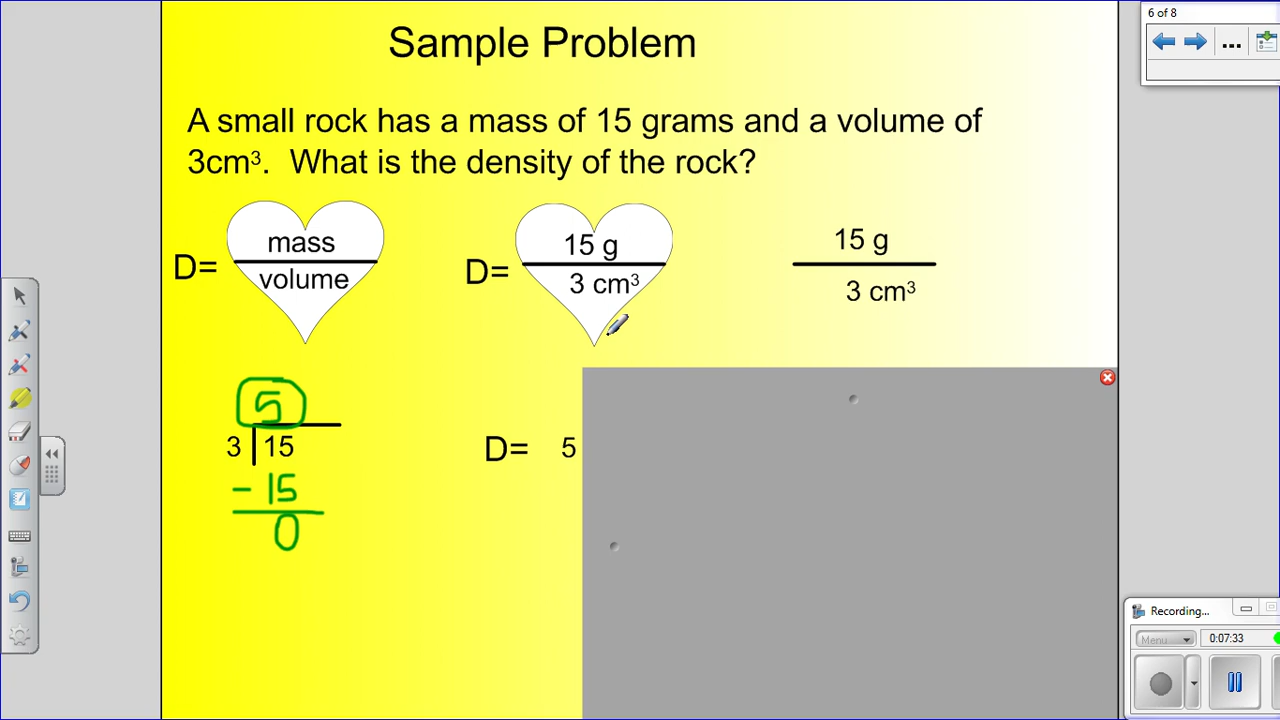 6 of 8
Sample Problem
A small rock has a mass of 15 grams and a volume of
3cm³. What is the density of the rock?
D= mass
volume
D= 15 g
3 cm³
15 g
3 cm³
5
3 15
- 15
0
D= 5
Recording...
Menu
0:07:33